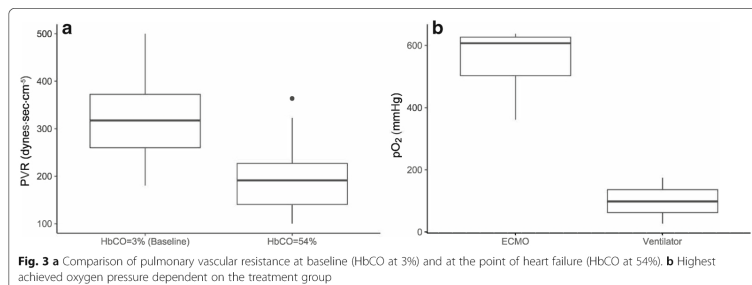 a
500
400
300
200
100
PVR (dynes·sec·cm⁻⁵)
HbCO=3% (Baseline)
HbCO=54%
b
600
400
200
0
pO₂ (mmHg)
ECMO
Ventilator
Fig. 3 a Comparison of pulmonary vascular resistance at baseline (HbCO at 3%) and at the point of heart failure (HbCO at 54%). b Highest
achieved oxygen pressure dependent on the treatment group